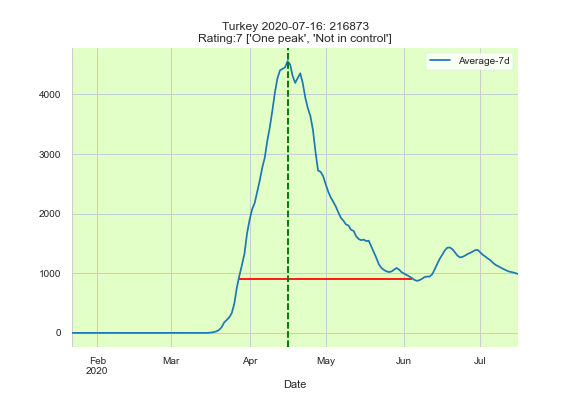 Turkey 2020-07-16: 216873
Rating:7 ['One peak', 'Not in control']
Average-7d
4000
3000
2000
1000
0
Feb Mar Apr May Jun Jul
2020
Date